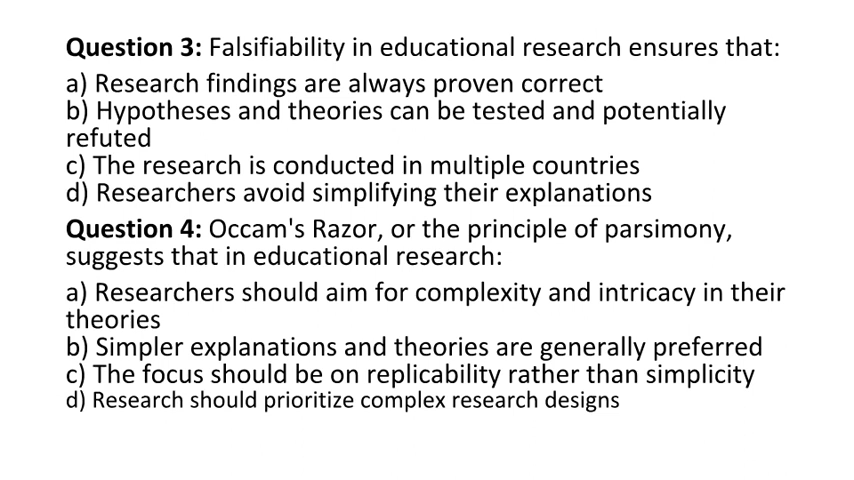 Question 3: Falsifiability in educational research ensures that:
a) Research findings are always proven correct
b) Hypotheses and theories can be tested and potentially
refuted
c) The research is conducted in multiple countries
d) Researchers avoid simplifying their explanations
Question 4: Occam's Razor, or the principle of parsimony,
suggests that in educational research:
a) Researchers should aim for complexity and intricacy in their
theories
b) Simpler explanations and theories are generally preferred
c) The focus should be on replicability rather than simplicity
d) Research should prioritize complex research designs